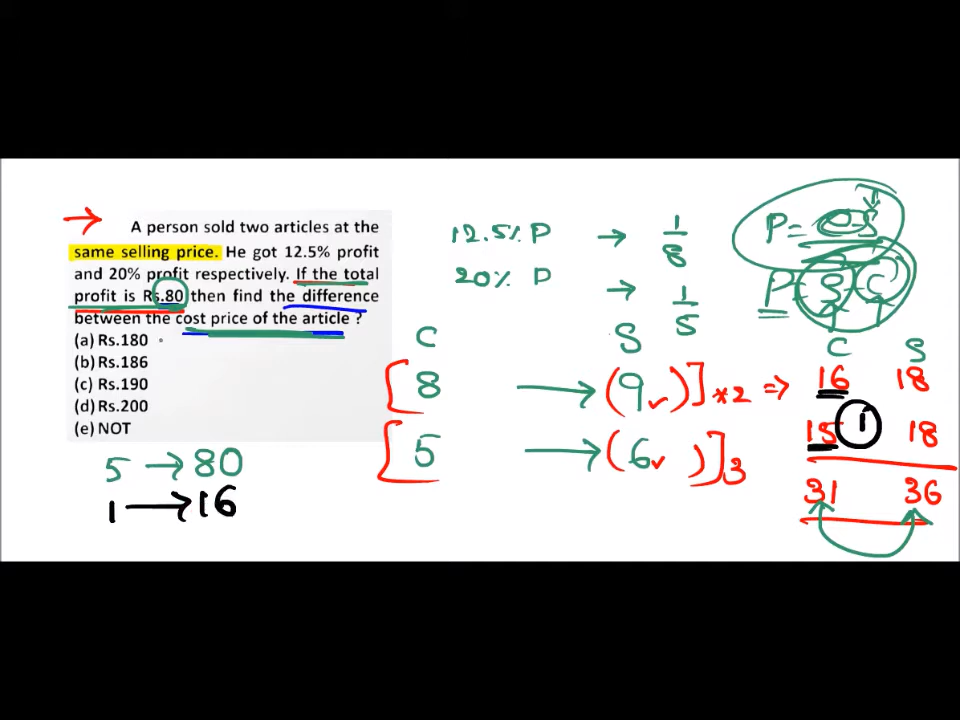 A person sold two articles at the
same selling price. He got 12.5% profit
and 20% profit respectively. If the total
profit is Rs.80 then find the difference
between the cost price of the article ?
(a) Rs.180
(b) Rs.186
(c) Rs.190
(d) Rs.200
(e) NOT
5 → 80
1 → 16
12.5% P → 1/8
20% P → 1/5
C S
[8 → (9✓)] *2 ⇒
[5 → (6✓)] 3
P =
P = S C
C S
16 18
15 1 18
31 36